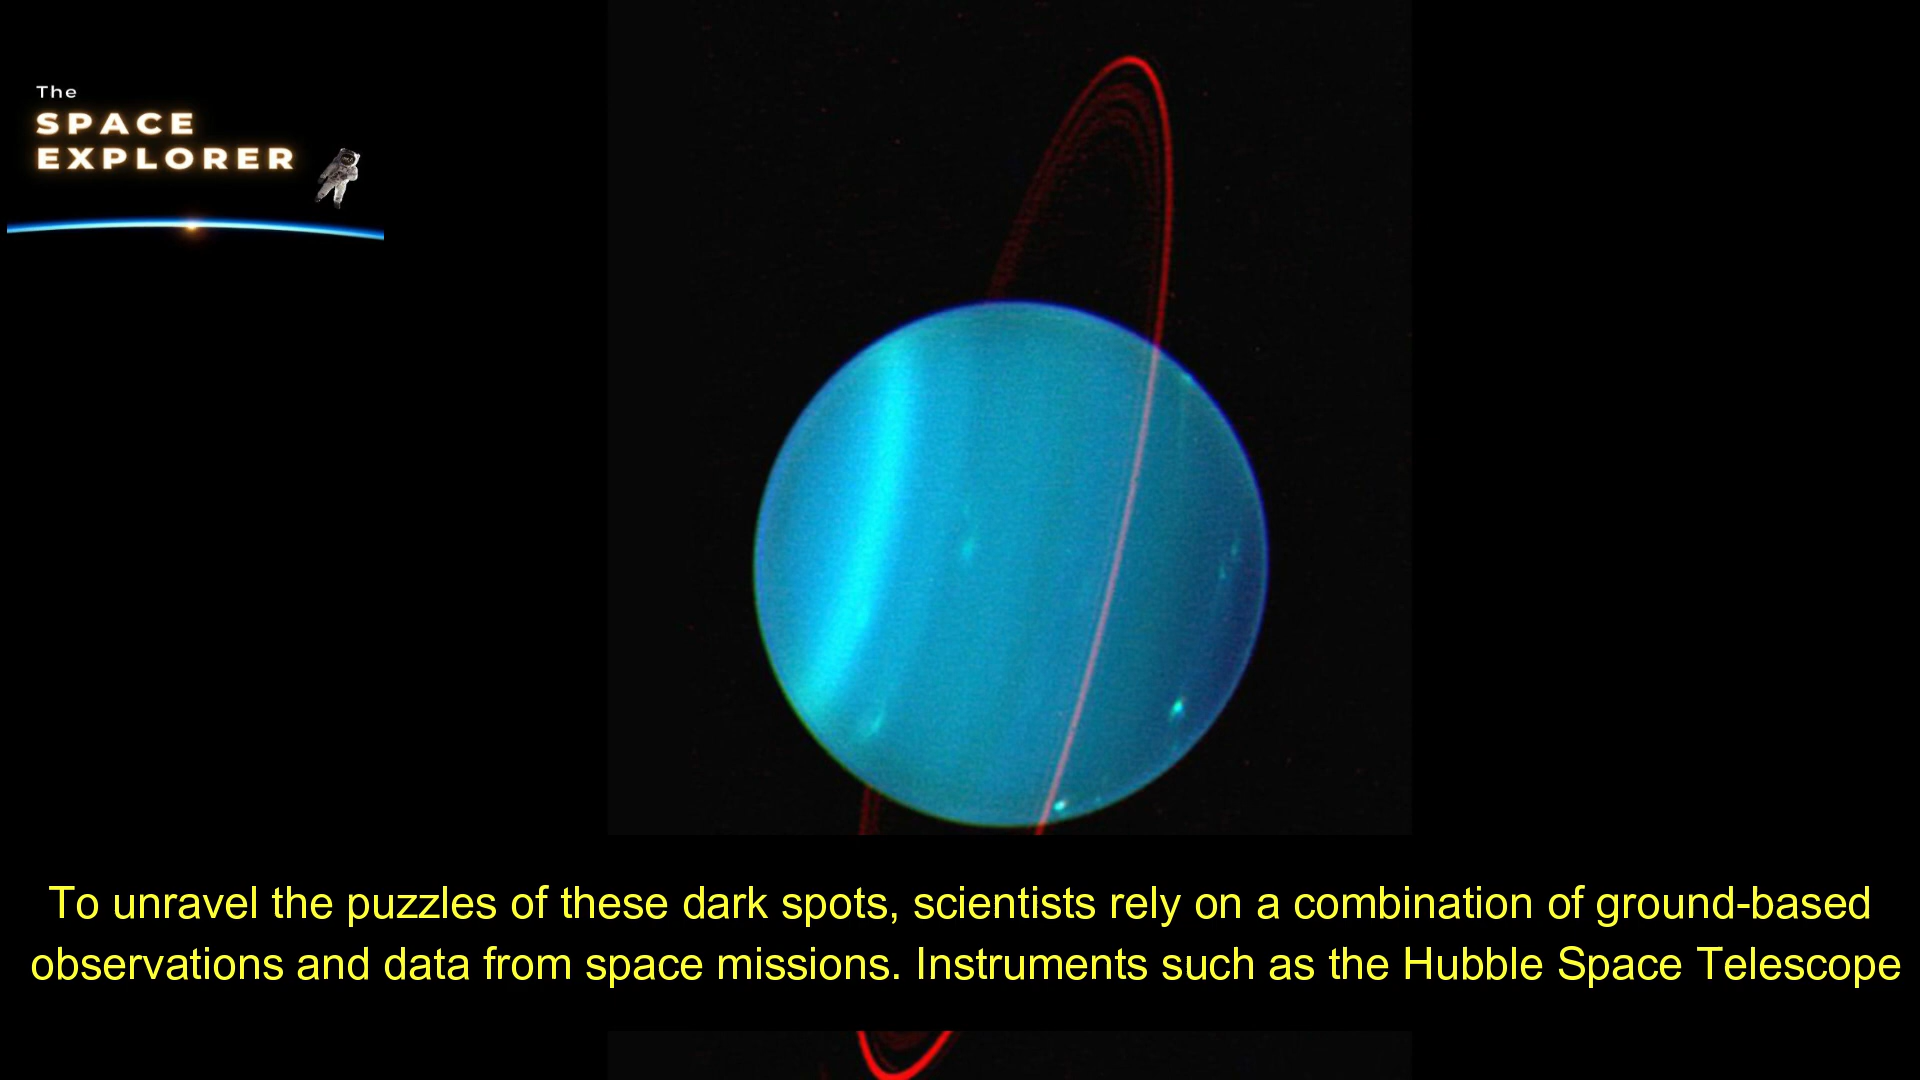 The
SPACE
EXPLORER
To unravel the puzzles of these dark spots, scientists rely on a combination of ground-based
observations and data from space missions. Instruments such as the Hubble Space Telescope